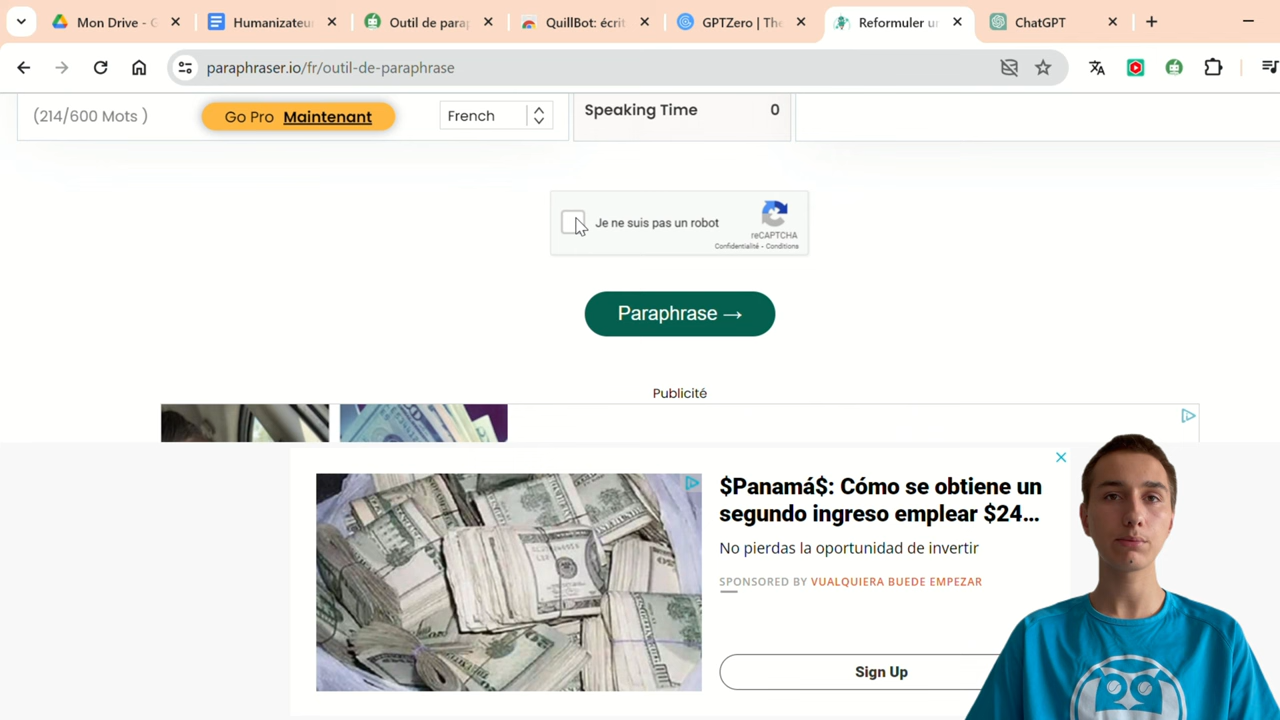 Mon Drive - G
Humanizateu
Outil de para
QuillBot: écrit
GPTZero | The
Reformuler un
ChatGPT
paraphraser.io/fr/outil-de-paraphrase
(214/600 Mots )
Go Pro Maintenant
French
Speaking Time 0
Je ne suis pas un robot
reCAPTCHA
Confidentialité - Conditions
Paraphrase →
Publicité
$Panamá$: Cómo se obtiene un
segundo ingreso emplear $24...
No pierdas la oportunidad de invertir
SPONSORED BY VUALQUIERA BUEDE EMPEZAR
Sign Up